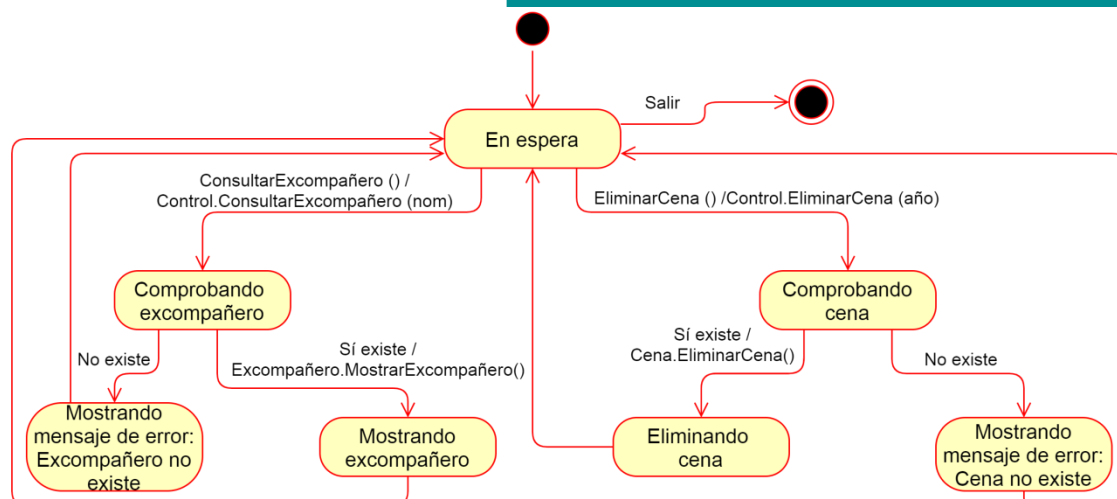 Salir
En espera
ConsultarExcompañero () /
Control.ConsultarExcompañero (nom)
EliminarCena () /Control.EliminarCena (año)
Comprobando
excompañero
Comprobando
cena
No existe
Sí existe /
Excompañero.MostrarExcompañero()
Sí existe /
Cena.EliminarCena()
No existe
Mostrando
mensaje de error:
Excompañero no
existe
Mostrando
excompañero
Eliminando
cena
Mostrando
mensaje de error:
Cena no existe